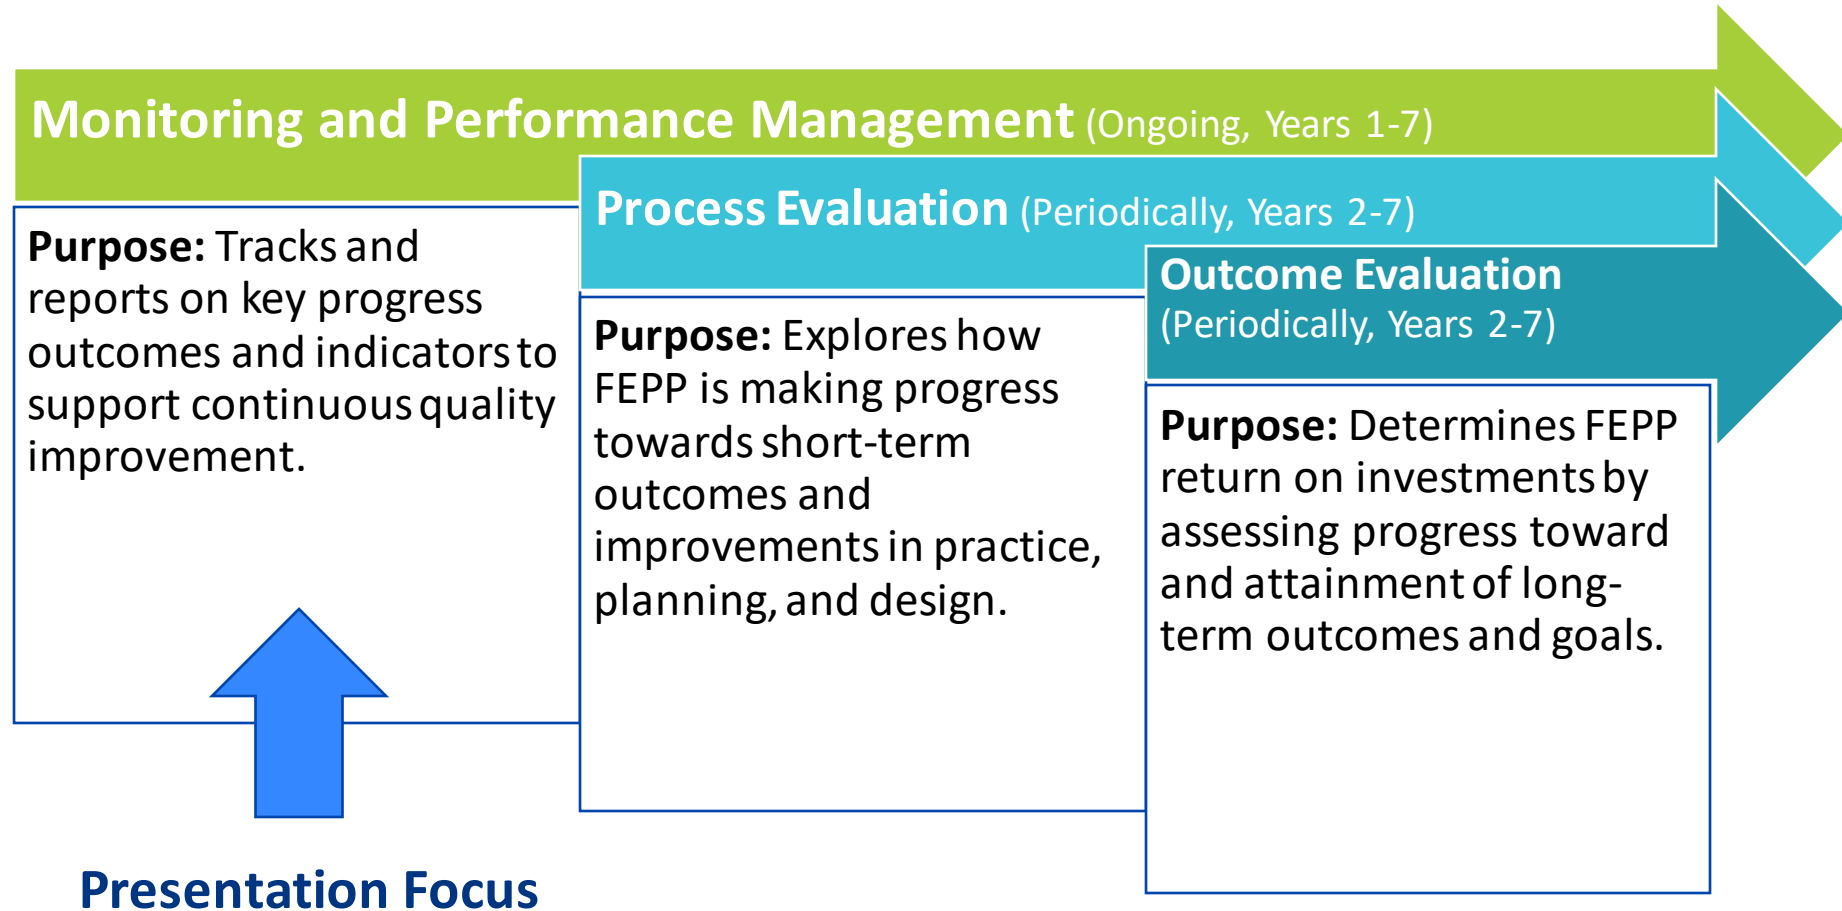 Monitoring and Performance Management (Ongoing, Years 1-7)
Purpose: Tracks and
reports on key progress
outcomes and indicators to
support continuous quality
improvement.
Process Evaluation (Periodically, Years 2-7)
Purpose: Explores how
FEPP is making progress
towards short-term
outcomes and
improvements in practice,
planning, and design.
Outcome Evaluation
(Periodically, Years 2-7)
Purpose: Determines FEPP
return on investments by
assessing progress toward
and attainment of long-
term outcomes and goals.
Presentation Focus